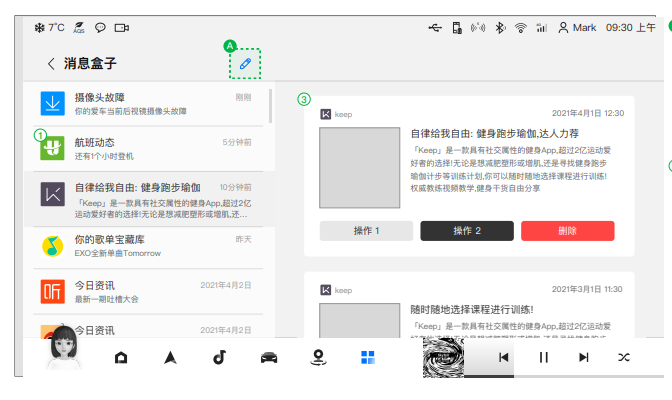 7°C
AQS
Mark
09:30 上午
A
消息盒子
摄像头故障
刚刚
你的爱车当前后视镜摄像头故障
1
航班动态
5分钟前
还有1个小时登机
自律给我自由: 健身跑步瑜伽
10分钟前
「Keep」是一款具有社交属性的健身App,超过2亿
运动爱好者的选择!无论是想减肥塑形或增肌,还...
你的歌单宝藏库
昨天
EXO全新单曲Tomorrow
听
今日资讯
2021年4月2日
最新一期吐槽大会
今日资讯
2021年4月2日
3
keep
2021年4月1日 12:30
自律给我自由: 健身跑步瑜伽,达人力荐
「Keep」是一款具有社交属性的健身App,超过2亿运动爱
好者的选择!无论是想减肥塑形或增肌,还是寻找健身跑步
瑜伽计步等训练计划,你可以随时随地选择课程进行训练!
权威教练视频教学,健身干货自由分享
操作 1
操作 2
删除
keep
2021年3月1日 11:30
随时随地选择课程进行训练!
「Keep」是一款具有社交属性的健身App,超过2亿运动爱